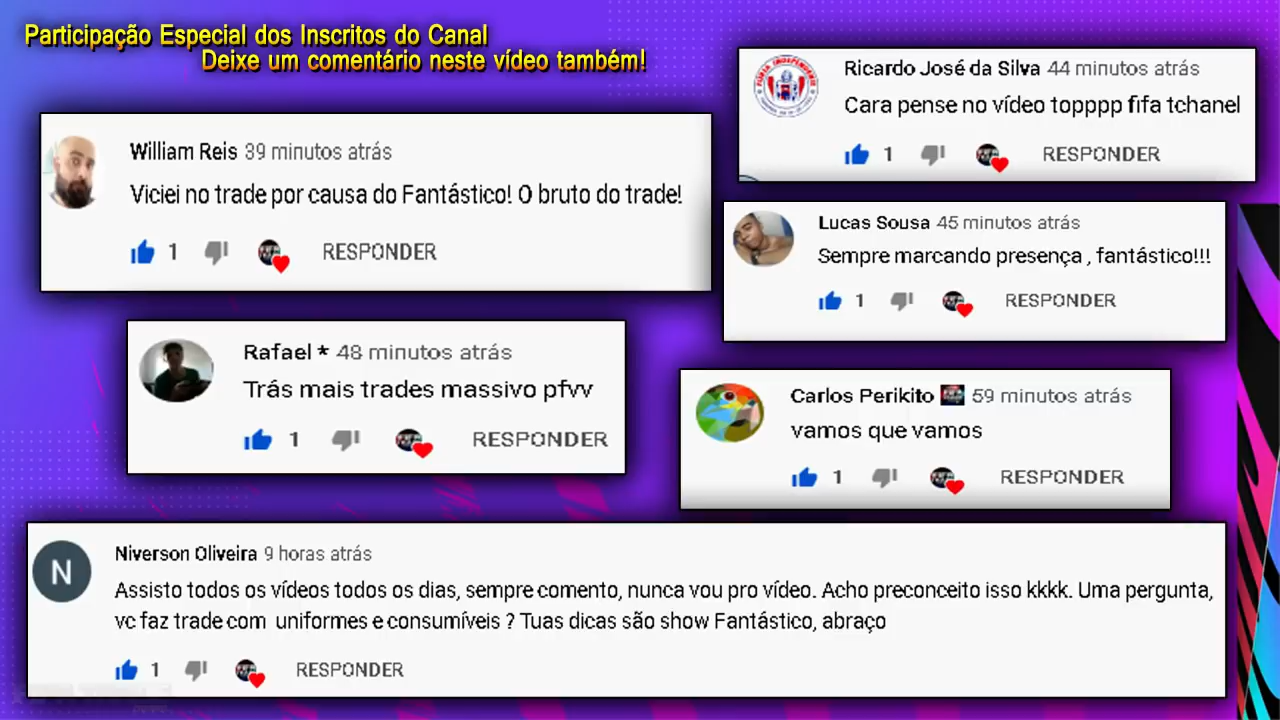 Participação Especial dos Inscritos do Canal
Deixe um comentário neste vídeo também!
Ricardo José da Silva 44 minutos atrás
Cara pense no vídeo topppp fifa tchanel
1 RESPONDER
William Reis 39 minutos atrás
Viciei no trade por causa do Fantástico! O bruto do trade!
1 RESPONDER
Lucas Sousa 45 minutos atrás
Sempre marcando presença , fantástico!!!
1 RESPONDER
Rafael * 48 minutos atrás
Trás mais trades massivo pfvv
1 RESPONDER
Carlos Perikito 59 minutos atrás
vamos que vamos
1 RESPONDER
N
Niverson Oliveira 9 horas atrás
Assisto todos os vídeos todos os dias, sempre comento, nunca vou pro vídeo. Acho preconceito isso kkkk. Uma pergunta,
vc faz trade com uniformes e consumíveis ? Tuas dicas são show Fantástico, abraço
1 RESPONDER